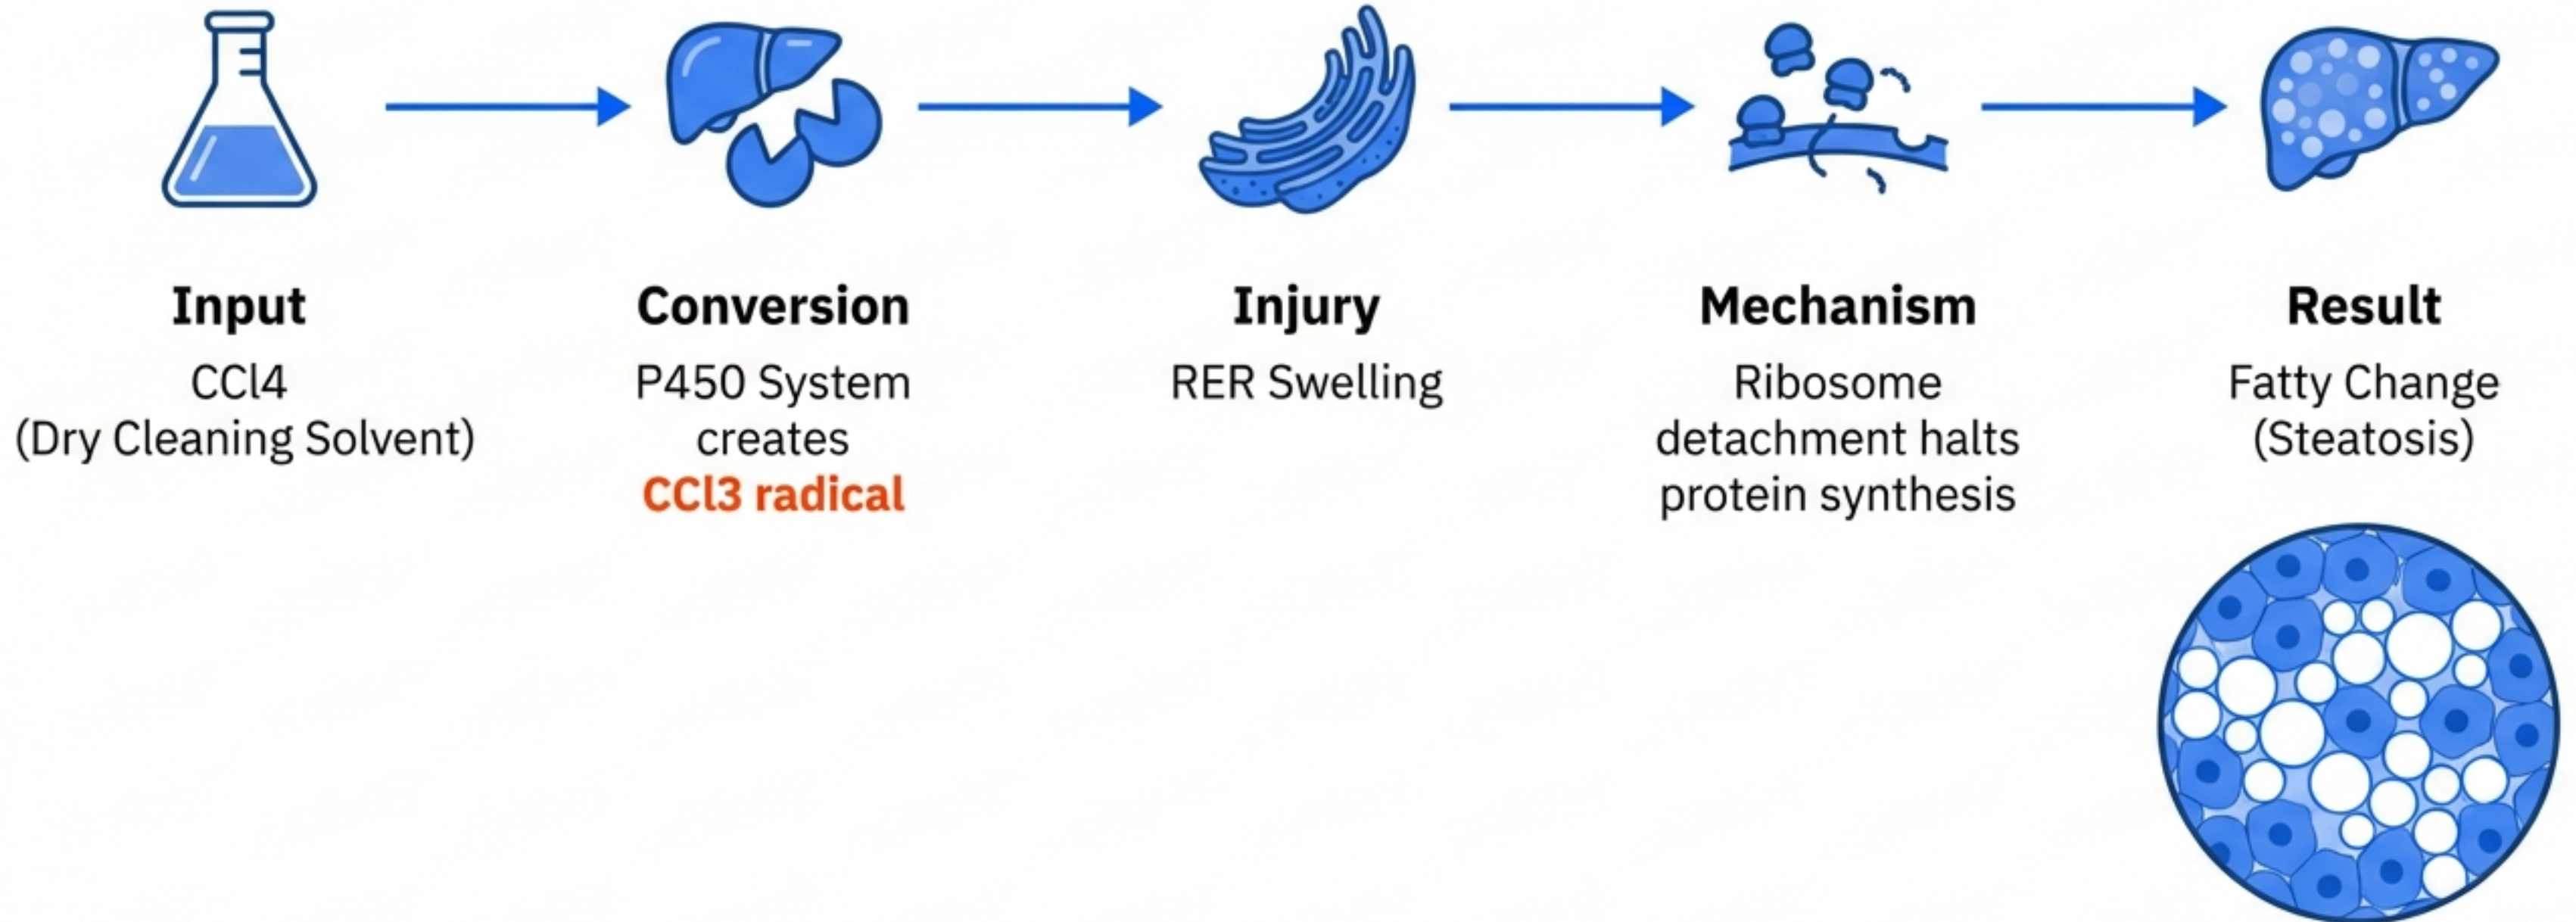 Input
CCl4
(Dry Cleaning Solvent)
Conversion
P450 System
creates
CCl3 radical
Injury
RER Swelling
Mechanism
Ribosome
detachment halts
protein synthesis
Result
Fatty Change
(Steatosis)